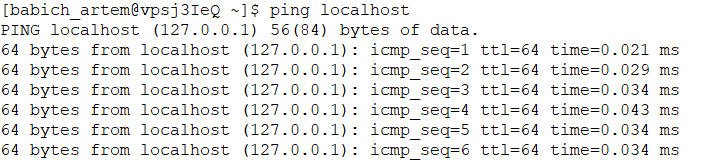 [babich_artem@vpsj3IeQ ~]$ ping localhost
PING localhost (127.0.0.1) 56(84) bytes of data.
64 bytes from localhost (127.0.0.1): icmp_seq=1 ttl=64 time=0.021 ms
64 bytes from localhost (127.0.0.1): icmp_seq=2 ttl=64 time=0.029 ms
64 bytes from localhost (127.0.0.1): icmp_seq=3 ttl=64 time=0.034 ms
64 bytes from localhost (127.0.0.1): icmp_seq=4 ttl=64 time=0.043 ms
64 bytes from localhost (127.0.0.1): icmp_seq=5 ttl=64 time=0.034 ms
64 bytes from localhost (127.0.0.1): icmp_seq=6 ttl=64 time=0.034 ms